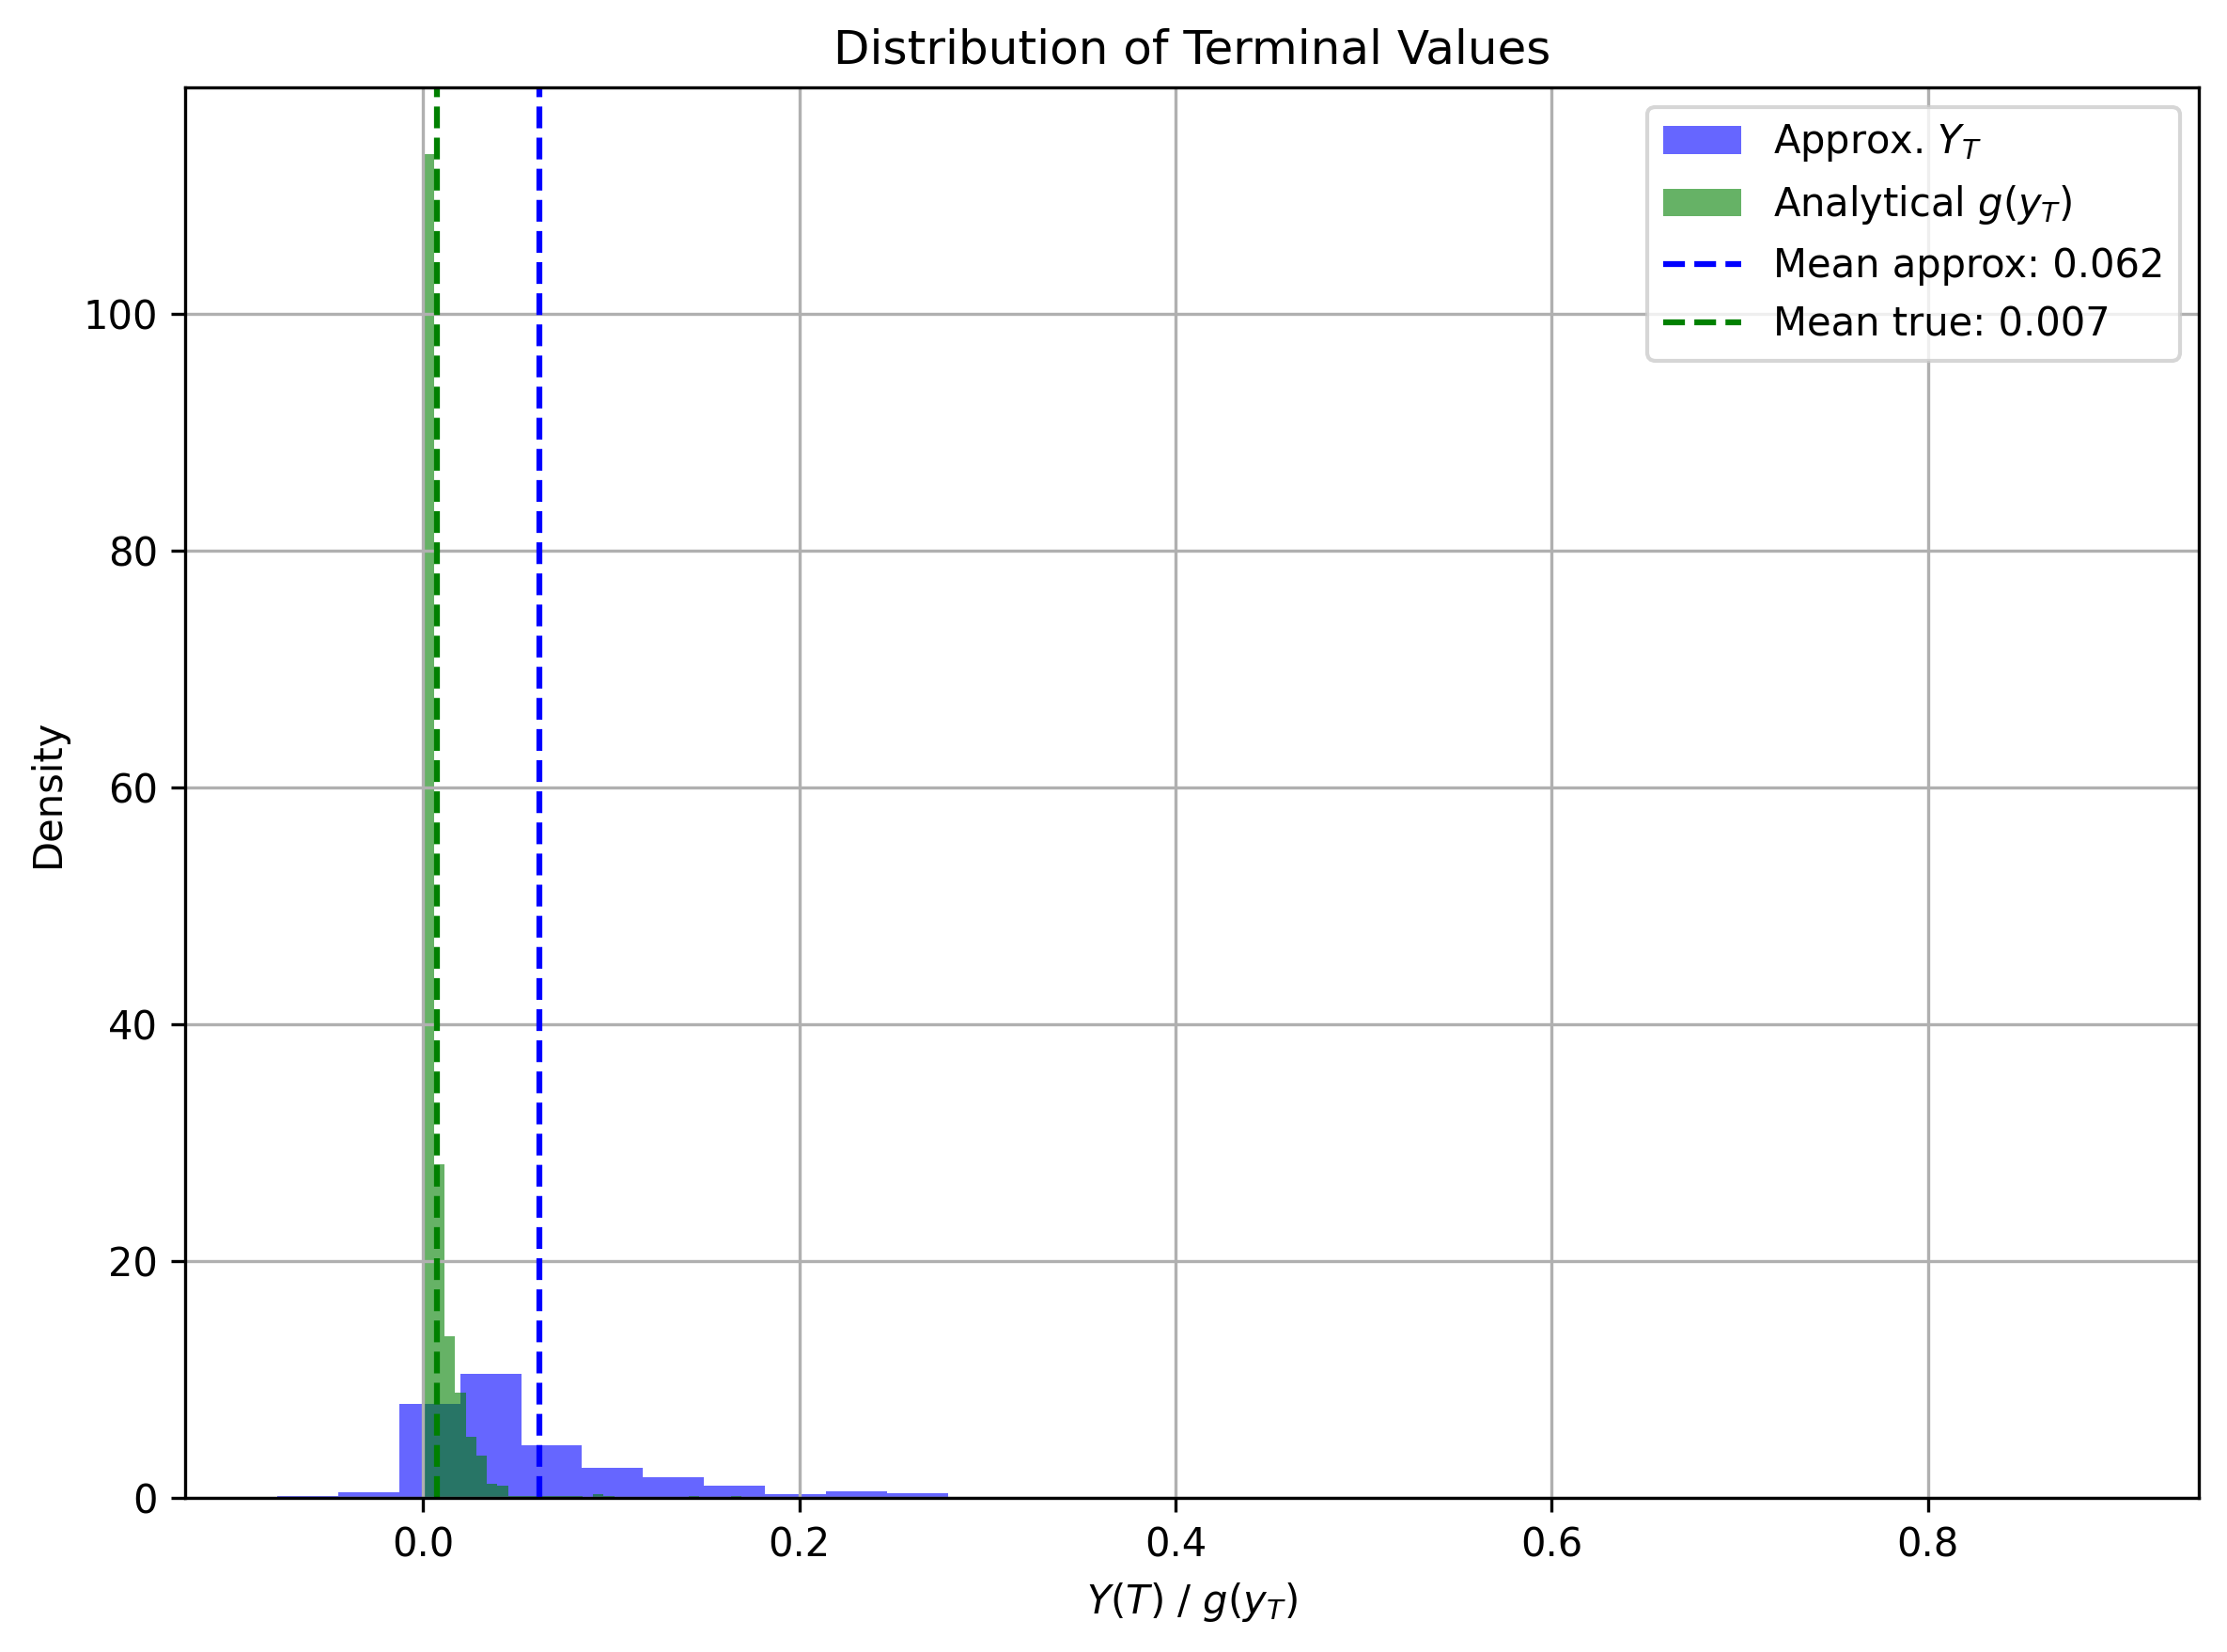 Distribution of Terminal Values
Approx. $Y_T$
Analytical $g(y_T)$
Mean approx: 0.062
Mean true: 0.007
Density
100
80
60
40
20
0
0.0 0.2 0.4 0.6 0.8
$Y(T)$ / $g(y_T)$